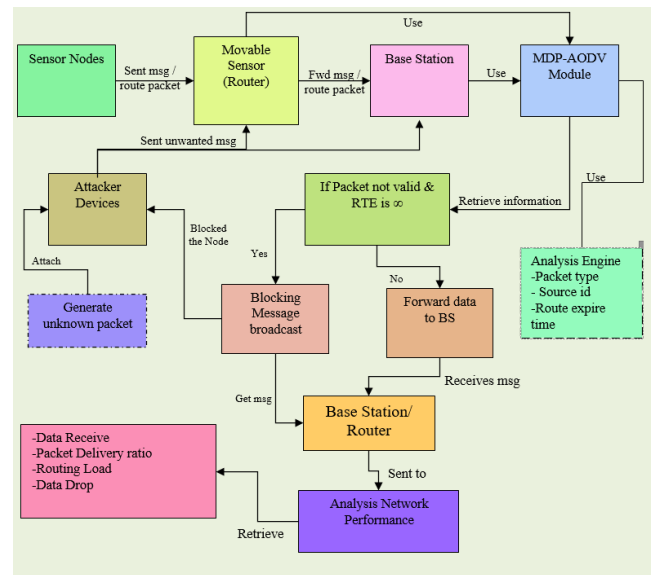 Use
Sensor Nodes
Sent msg /
route packet
Movable
Sensor
(Router)
Fwd msg /
route packet
Base Station
Use
MDP-AODV
Module
Sent unwanted msg
Attacker
Devices
If Packet not valid &
RTE is ∞
Retrieve information
Use
Blocked
the Node
Attach
Yes
No
Analysis Engine
-Packet type
- Source id
-Route expire
time
Generate
unknown packet
Blocking
Message
broadcast
Forward data
to BS
Receives msg
Get msg
Base Station/
Router
-Data Receive
-Packet Delivery ratio
-Routing Load
-Data Drop
Sent to
Analysis Network
Performance
Retrieve